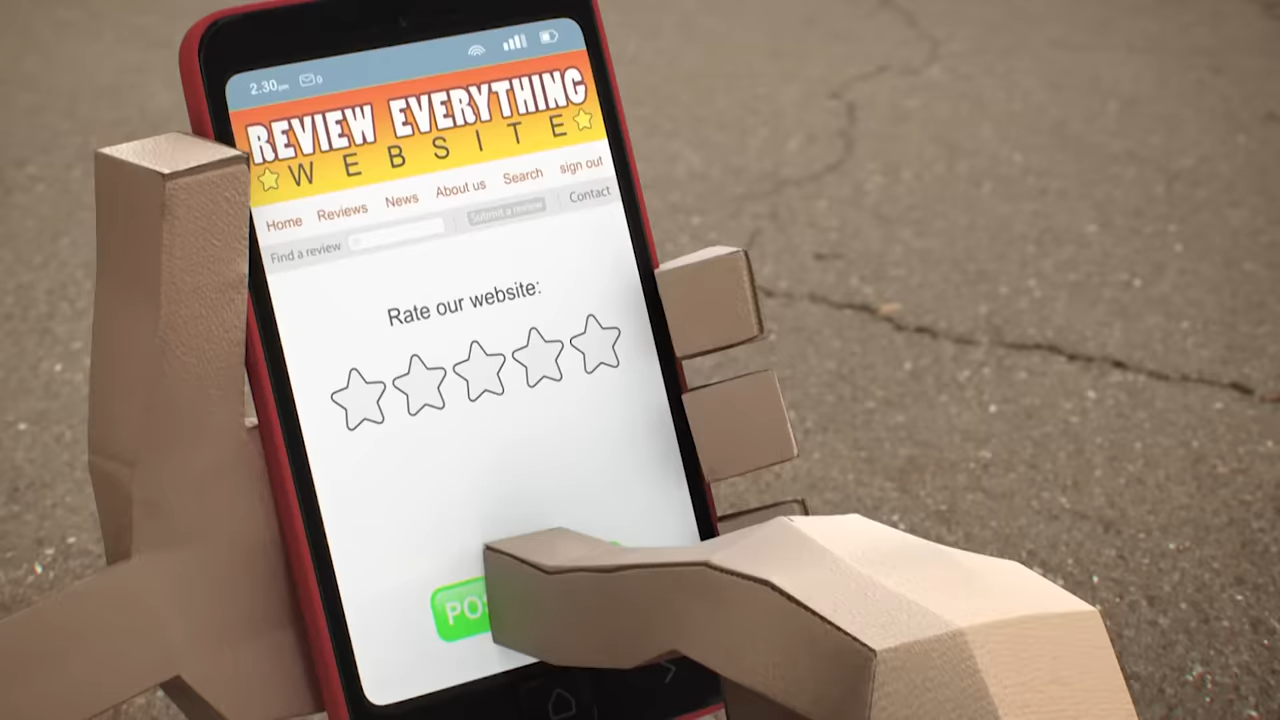 2.30pm 0
REVIEW EVERYTHING
WEBSITE
Home Reviews News About us Search sign out
Find a review Submit a review Contact
Rate our website:
POS